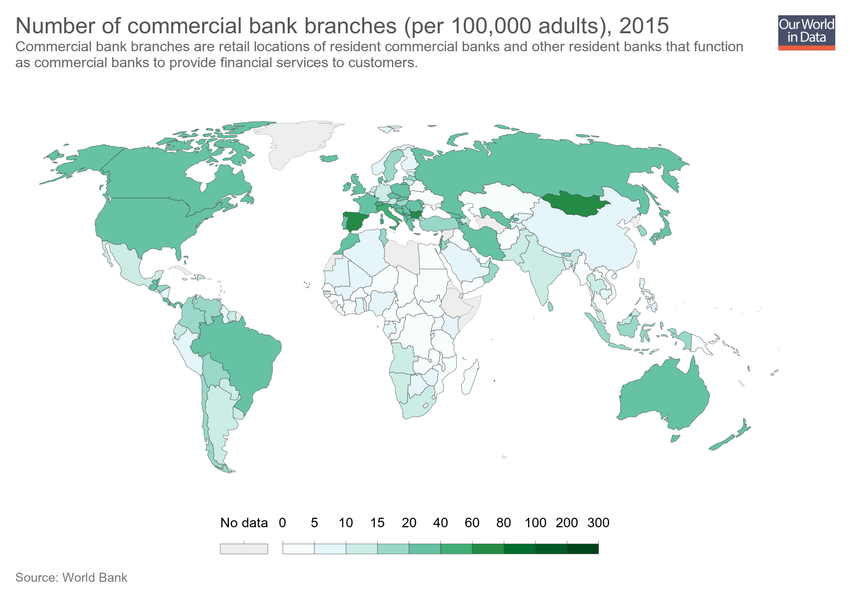 Number of commercial bank branches (per 100,000 adults), 2015
Our World
in Data
Commercial bank branches are retail locations of resident commercial banks and other resident banks that function
as commercial banks to provide financial services to customers.
No data 0 5 10 15 20 40 60 80 100 200 300
Source: World Bank